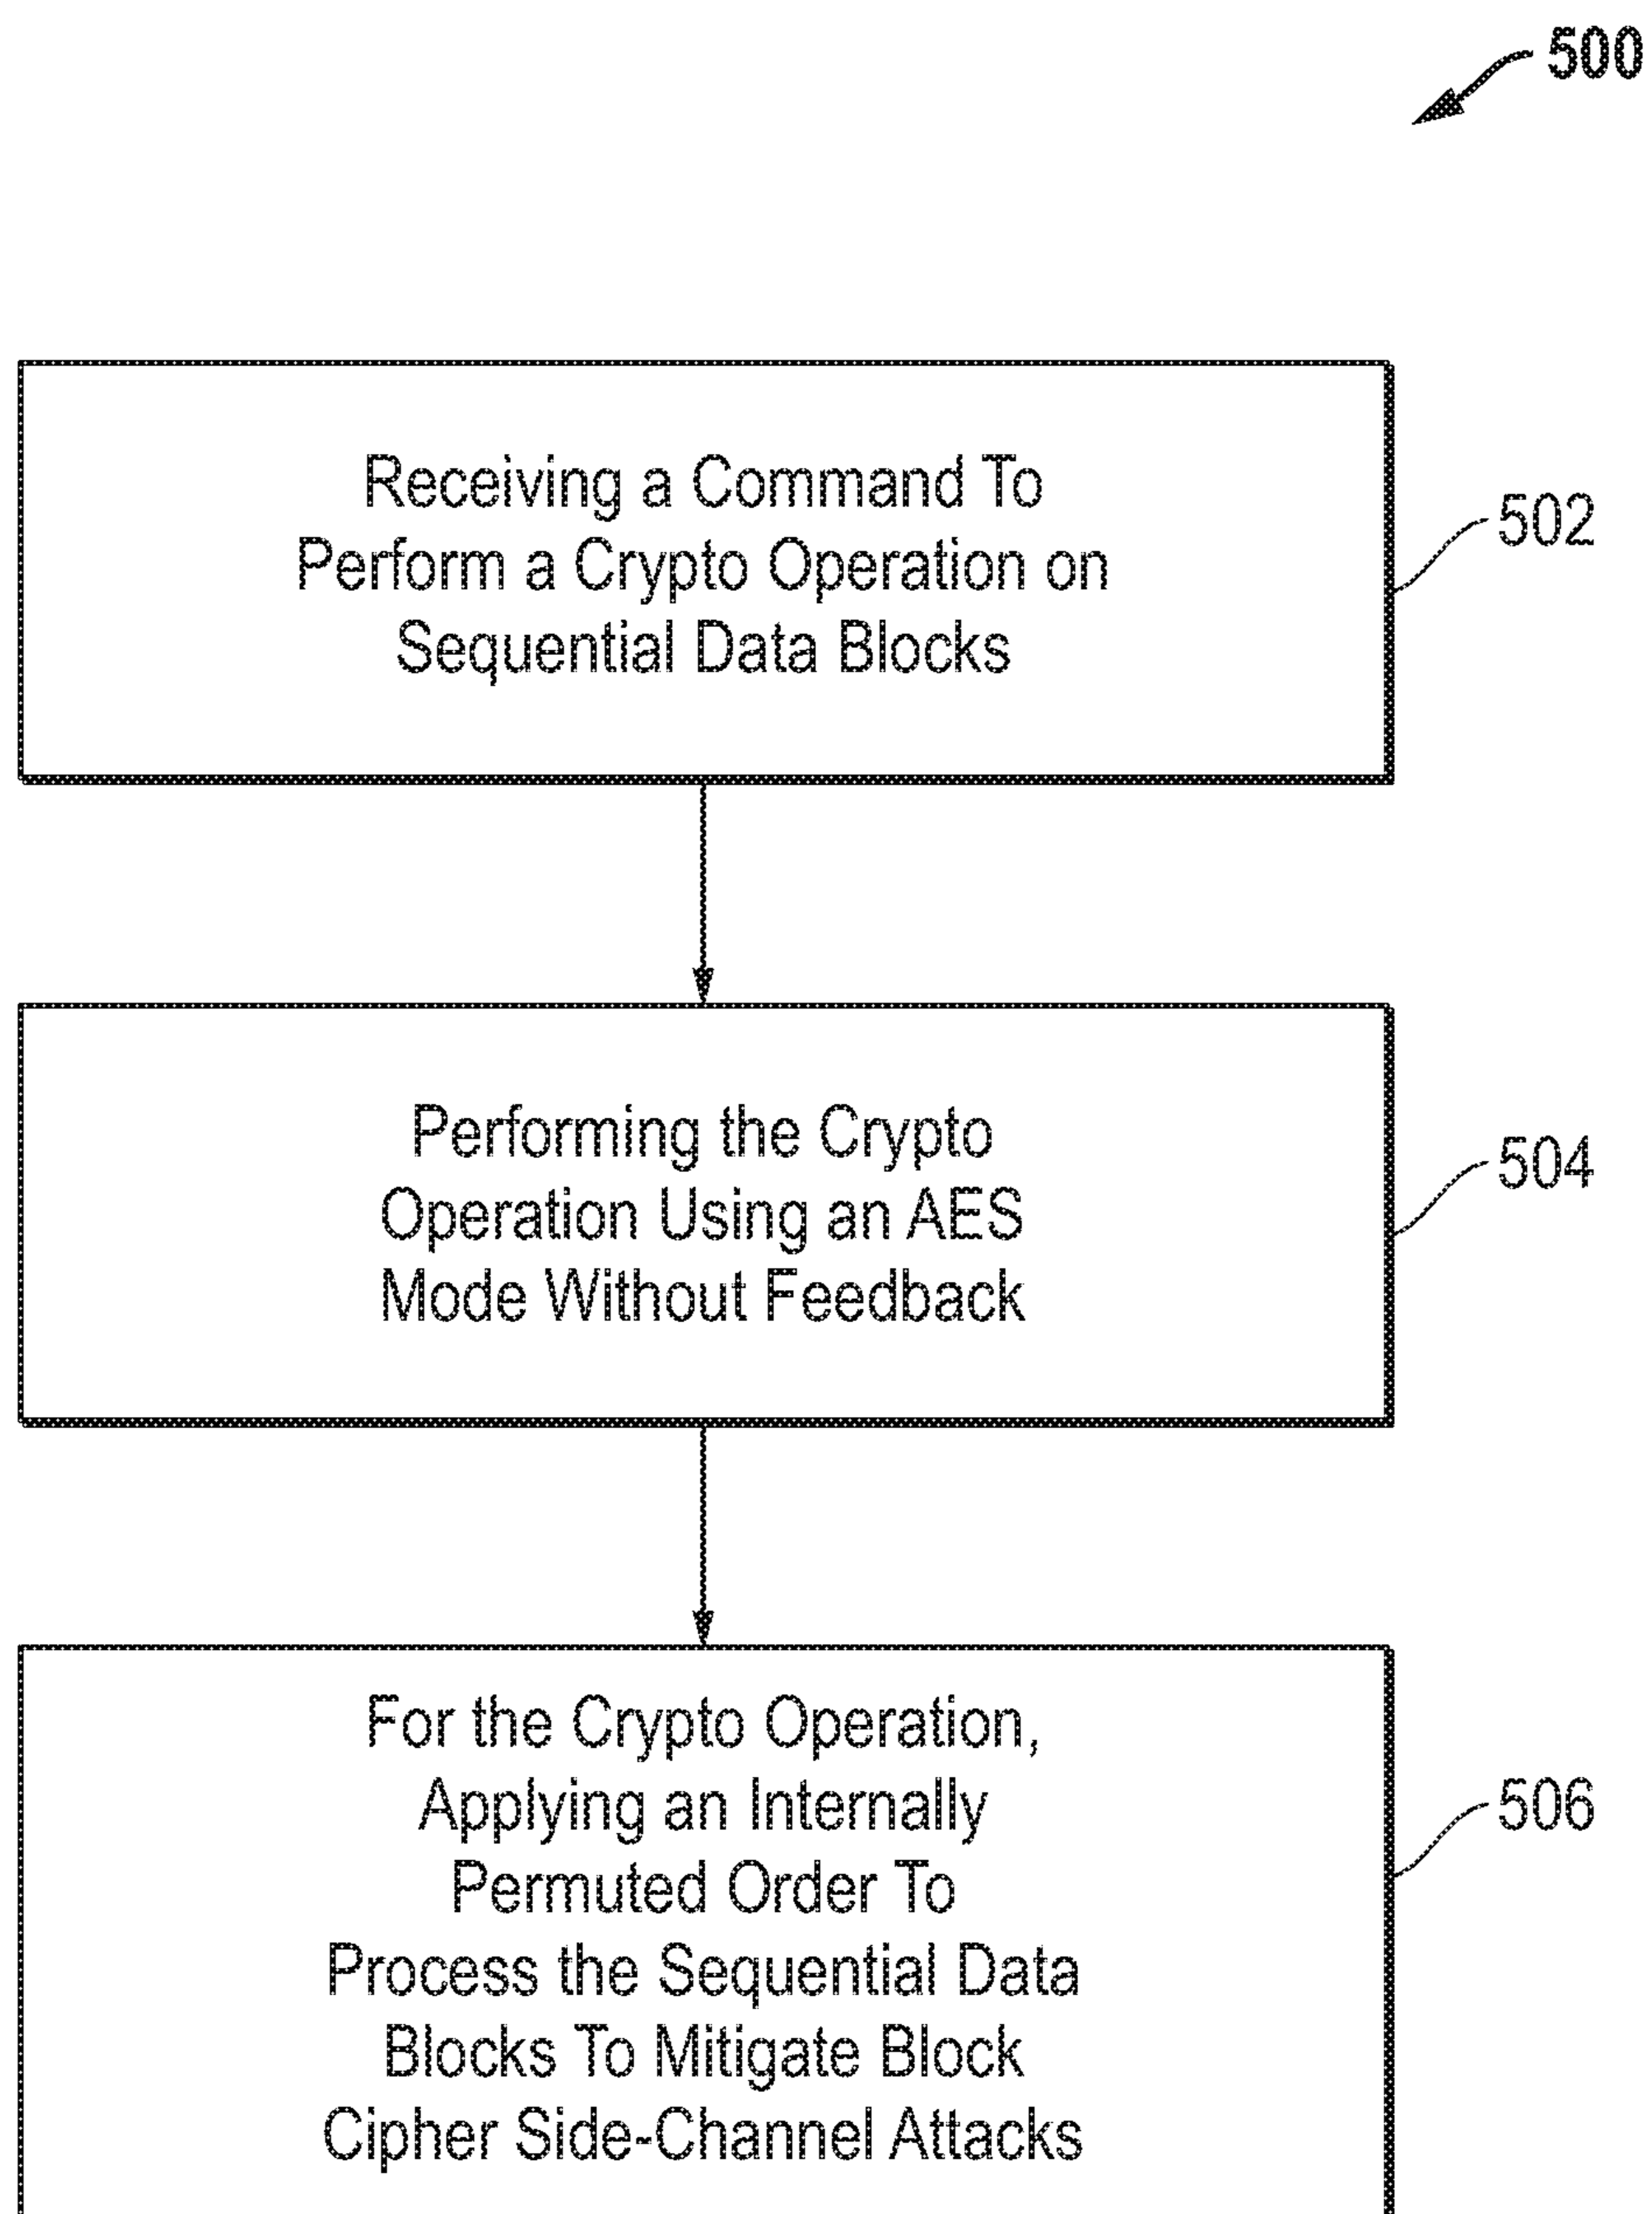 500
Receiving a Command To
Perform a Crypto Operation on
Sequential Data Blocks
502
Performing the Crypto
Operation Using an AES
Mode Without Feedback
504
For the Crypto Operation,
Applying an Internally
Permuted Order To
Process the Sequential Data
Blocks To Mitigate Block
Cipher Side-Channel Attacks
506